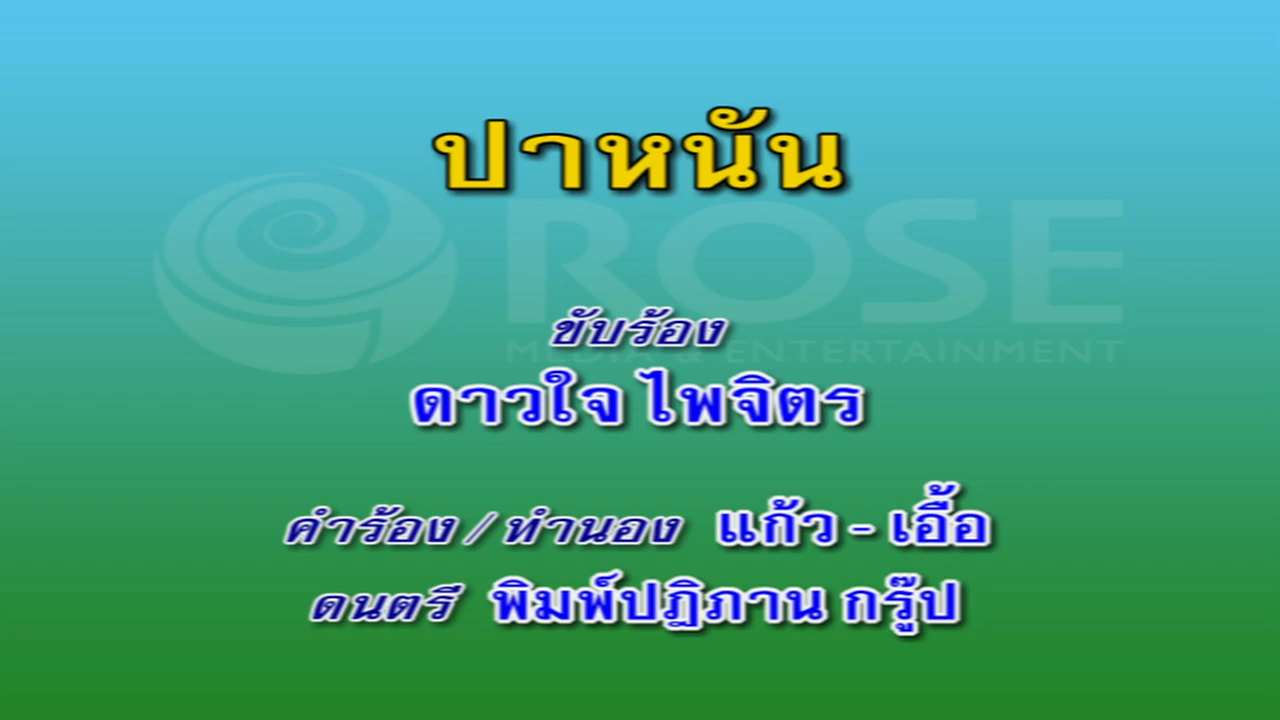 ปาหนัน
ROSE
MEDIA & ENTERTAINMENT
ขับร้อง
ดาวใจ ไพจิตร
คำร้อง / ทำนอง แก้ว - เอื้อ
ดนตรี พิมพ์ปฏิภาน กรุ๊ป